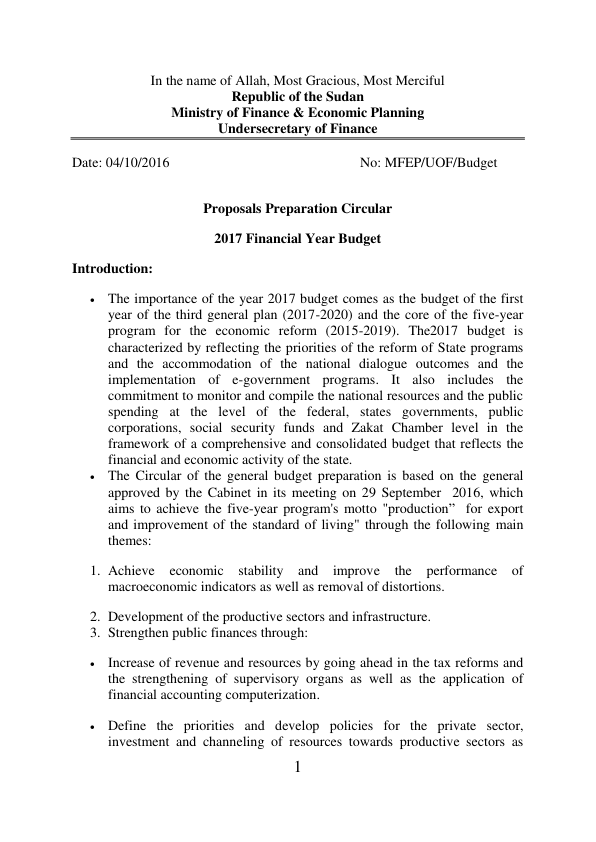 In the name of Allah, Most Gracious, Most Merciful
Republic of the Sudan
Ministry of Finance & Economic Planning
Undersecretary of Finance
Date: 04/10/2016 No: MFEP/UOF/Budget
Proposals Preparation Circular
2017 Financial Year Budget
Introduction:
• The importance of the year 2017 budget comes as the budget of the first
year of the third general plan (2017-2020) and the core of the five-year
program for the economic reform (2015-2019). The2017 budget is
characterized by reflecting the priorities of the reform of State programs
and the accommodation of the national dialogue outcomes and the
implementation of e-government programs. It also includes the
commitment to monitor and compile the national resources and the public
spending at the level of the federal, states governments, public
corporations, social security funds and Zakat Chamber level in the
framework of a comprehensive and consolidated budget that reflects the
financial and economic activity of the state.
• The Circular of the general budget preparation is based on the general
approved by the Cabinet in its meeting on 29 September 2016, which
aims to achieve the five-year program's motto "production” for export
and improvement of the standard of living" through the following main
themes:
1. Achieve economic stability and improve the performance of
macroeconomic indicators as well as removal of distortions.
2. Development of the productive sectors and infrastructure.
3. Strengthen public finances through:
• Increase of revenue and resources by going ahead in the tax reforms and
the strengthening of supervisory organs as well as the application of
financial accounting computerization.
• Define the priorities and develop policies for the private sector,
investment and channeling of resources towards productive sectors as
1